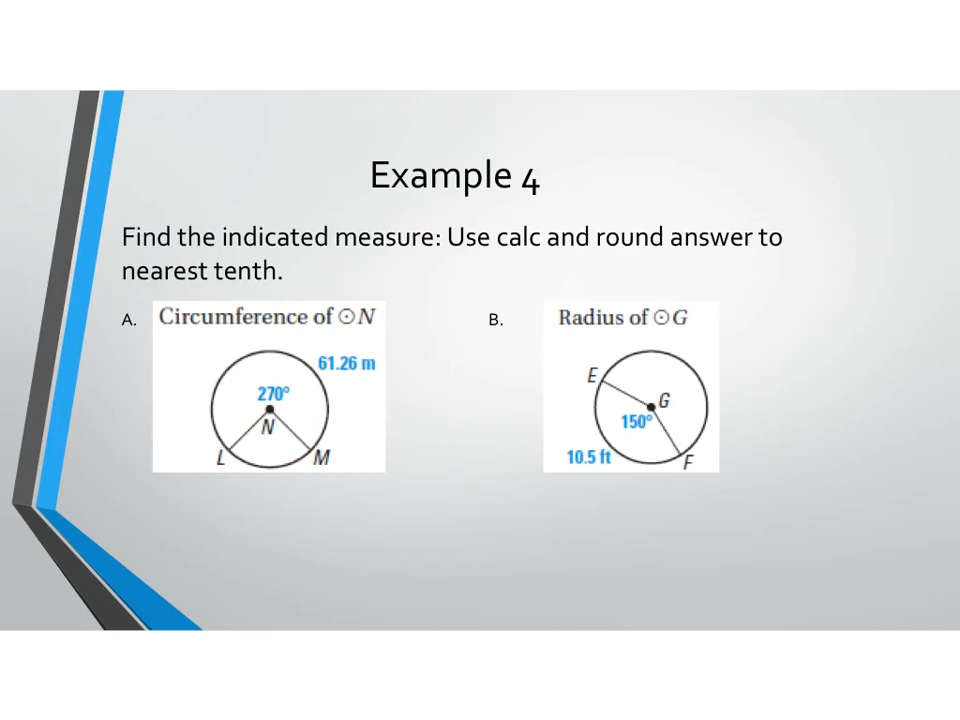 Example 4
Find the indicated measure: Use calc and round answer to
nearest tenth.
A.
Circumference of ⊙N
61.26 m
270°
N
L
M
B.
Radius of ⊙G
E
G
150°
10.5 ft
F